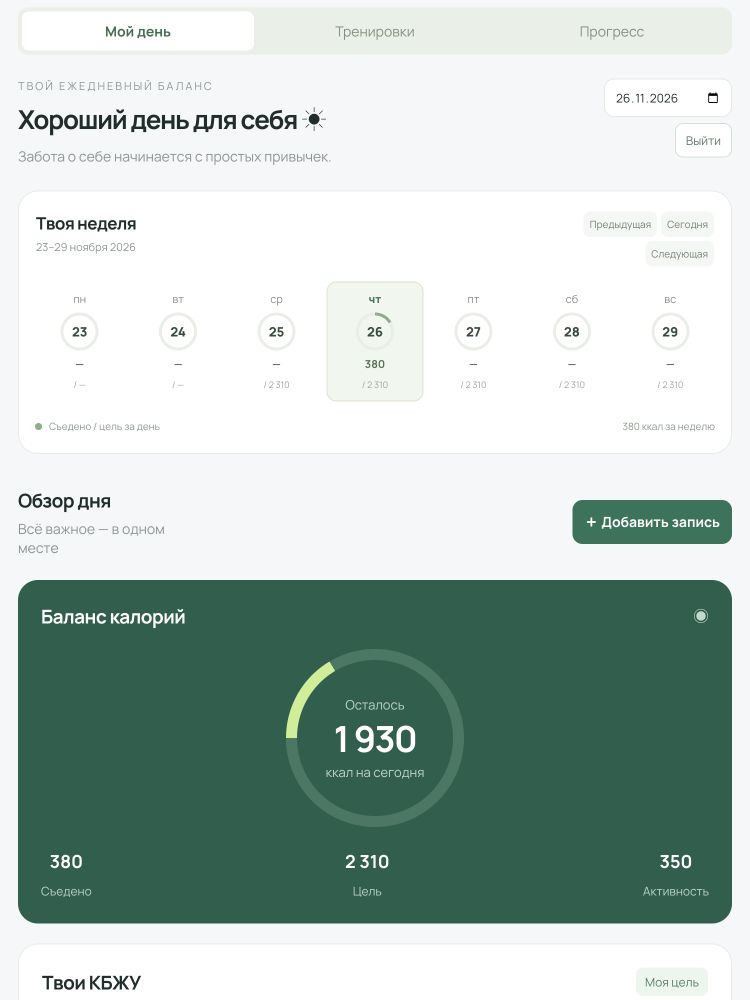 Мой день
Тренировки
Прогресс
ТВОЙ ЕЖЕДНЕВНЫЙ БАЛАНС
Хороший день для себя ☀
Забота о себе начинается с простых привычек.
26.11.2026
Выйти
Твоя неделя
23–29 ноября 2026
Предыдущая
Сегодня
Следующая
пн
вт
ср
чт
пт
сб
вс
23
24
25
26
27
28
29
—
—
—
380
—
—
—
/ —
/ —
/ 2 310
/ 2 310
/ 2 310
/ 2 310
/ 2 310
Съедено / цель за день
380 ккал за неделю
Обзор дня
Всё важное — в одном
месте
+ Добавить запись
Баланс калорий
Осталось
1 930
ккал на сегодня
380
2 310
350
Съедено
Цель
Активность
Твои КБЖУ
Моя цель